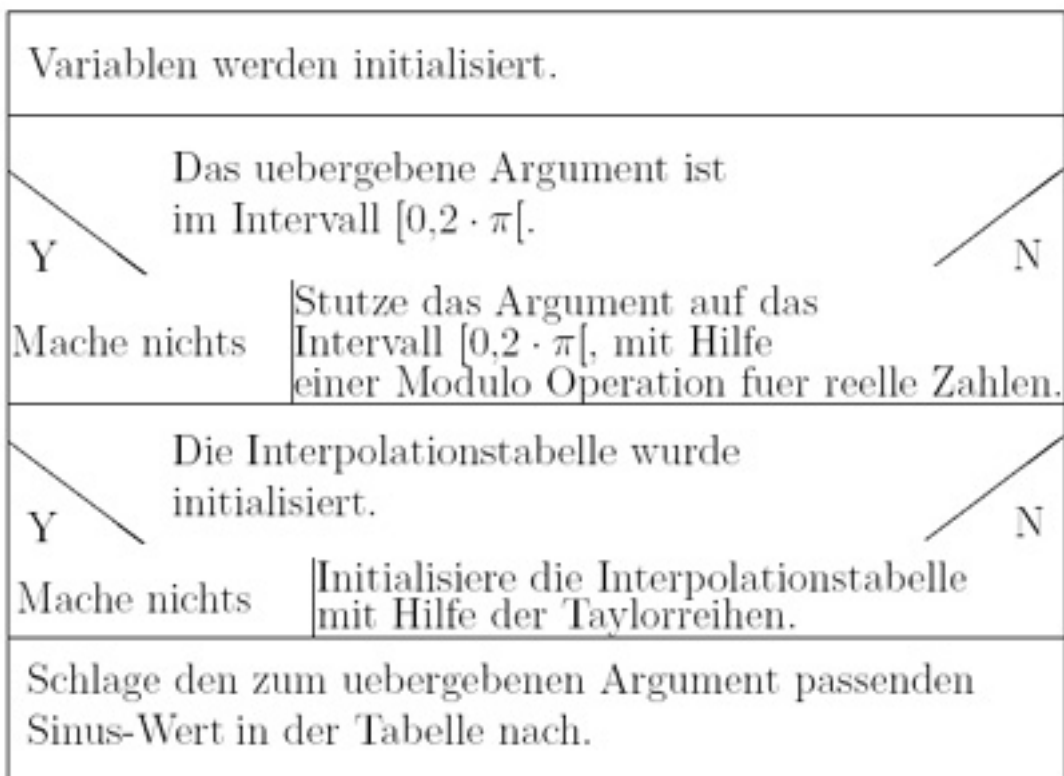 Variablen werden initialisiert.
Das uebergebene Argument ist
im Intervall [0,2 · π[.
Y
N
Mache nichts
Stutze das Argument auf das
Intervall [0,2 · π[, mit Hilfe
einer Modulo Operation fuer reelle Zahlen.
Die Interpolationstabelle wurde
initialisiert.
Y
N
Mache nichts
Initialisiere die Interpolationstabelle
mit Hilfe der Taylorreihen.
Schlage den zum uebergebenen Argument passenden
Sinus-Wert in der Tabelle nach.